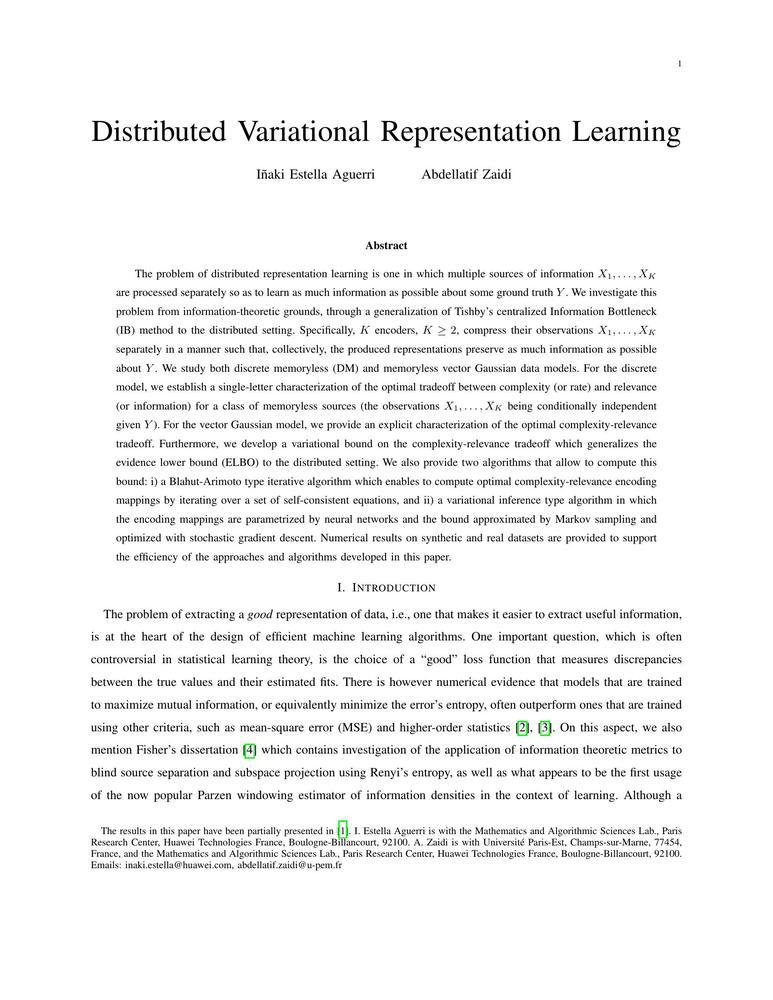 1
Distributed Variational Representation Learning
Iñaki Estella Aguerri Abdellatif Zaidi
Abstract
The problem of distributed representation learning is one in which multiple sources of information X_1, . . . , X_K
are processed separately so as to learn as much information as possible about some ground truth Y. We investigate this
problem from information-theoretic grounds, through a generalization of Tishby's centralized Information Bottleneck
(IB) method to the distributed setting. Specifically, K encoders, K ≥ 2, compress their observations X_1, . . . , X_K
separately in a manner such that, collectively, the produced representations preserve as much information as possible
about Y. We study both discrete memoryless (DM) and memoryless vector Gaussian data models. For the discrete
model, we establish a single-letter characterization of the optimal tradeoff between complexity (or rate) and relevance
(or information) for a class of memoryless sources (the observations X_1, . . . , X_K being conditionally independent
given Y). For the vector Gaussian model, we provide an explicit characterization of the optimal complexity-relevance
tradeoff. Furthermore, we develop a variational bound on the complexity-relevance tradeoff which generalizes the
evidence lower bound (ELBO) to the distributed setting. We also provide two algorithms that allow to compute this
bound: i) a Blahut-Arimoto type iterative algorithm which enables to compute optimal complexity-relevance encoding
mappings by iterating over a set of self-consistent equations, and ii) a variational inference type algorithm in which
the encoding mappings are parametrized by neural networks and the bound approximated by Markov sampling and
optimized with stochastic gradient descent. Numerical results on synthetic and real datasets are provided to support
the efficiency of the approaches and algorithms developed in this paper.
I. INTRODUCTION
The problem of extracting a good representation of data, i.e., one that makes it easier to extract useful information,
is at the heart of the design of efficient machine learning algorithms. One important question, which is often
controversial in statistical learning theory, is the choice of a “good” loss function that measures discrepancies
between the true values and their estimated fits. There is however numerical evidence that models that are trained
to maximize mutual information, or equivalently minimize the error's entropy, often outperform ones that are trained
using other criteria, such as mean-square error (MSE) and higher-order statistics [2], [3]. On this aspect, we also
mention Fisher's dissertation [4] which contains investigation of the application of information theoretic metrics to
blind source separation and subspace projection using Renyi's entropy, as well as what appears to be the first usage
of the now popular Parzen windowing estimator of information densities in the context of learning. Although a
The results in this paper have been partially presented in [1]. I. Estella Aguerri is with the Mathematics and Algorithmic Sciences Lab., Paris
Research Center, Huawei Technologies France, Boulogne-Billancourt, 92100. A. Zaidi is with Université Paris-Est, Champs-sur-Marne, 77454,
France, and the Mathematics and Algorithmic Sciences Lab., Paris Research Center, Huawei Technologies France, Boulogne-Billancourt, 92100.
Emails: inaki.estella@huawei.com, abdellatif.zaidi@u-pem.fr